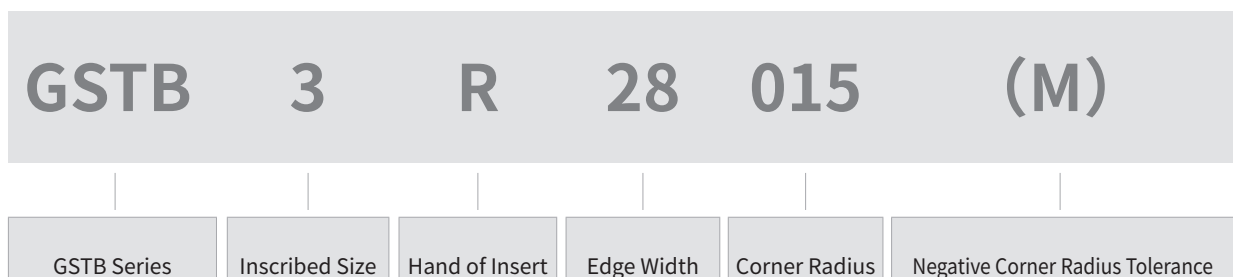 GSTB 3 R 28 015 (M)
GSTB Series Inscribed Size Hand of Insert Edge Width Corner Radius Negative Corner Radius Tolerance